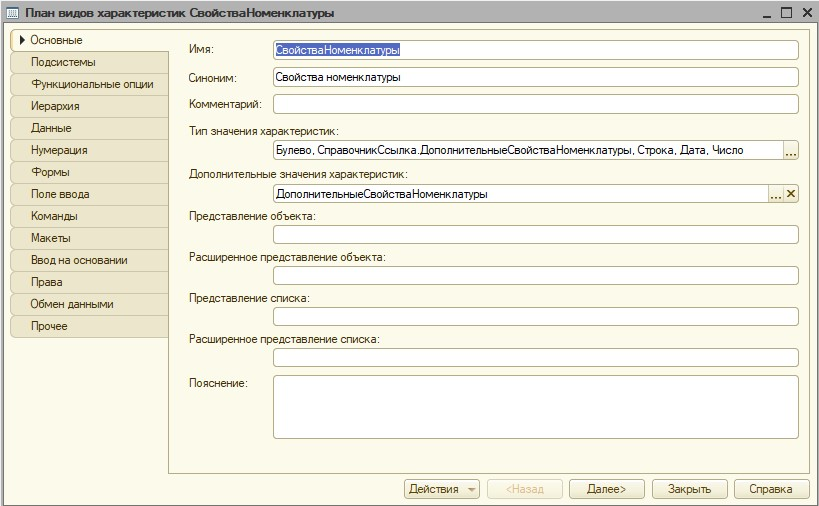 План видов характеристик СвойстваНоменклатуры
Основные
Подсистемы
Функциональные опции
Иерархия
Данные
Нумерация
Формы
Поле ввода
Команды
Макеты
Ввод на основании
Права
Обмен данными
Прочее
Имя: СвойстваНоменклатуры
Синоним: Свойства номенклатуры
Комментарий:
Тип значения характеристик:
Булево, СправочникСсылка.ДополнительныеСвойстваНоменклатуры, Строка, Дата, Число ...
Дополнительные значения характеристик:
ДополнительныеСвойстваНоменклатуры ...
Представление объекта:
Расширенное представление объекта:
Представление списка:
Расширенное представление списка:
Пояснение:
Действия <Назад Далее> Закрыть Справка